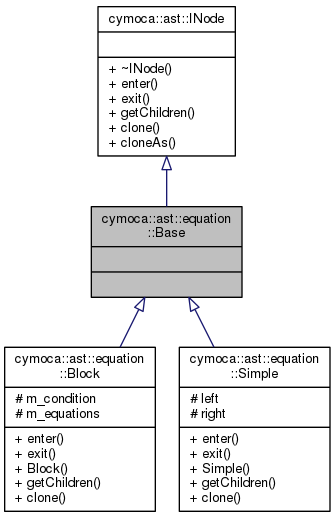 cymoca::ast::INode
+ ~INode()
+ enter()
+ exit()
+ getChildren()
+ clone()
+ cloneAs()
cymoca::ast::equation
::Base
cymoca::ast::equation
::Block
# m_condition
# m_equations
+ enter()
+ exit()
+ Block()
+ getChildren()
+ clone()
cymoca::ast::equation
::Simple
# left
# right
+ enter()
+ exit()
+ Simple()
+ getChildren()
+ clone()